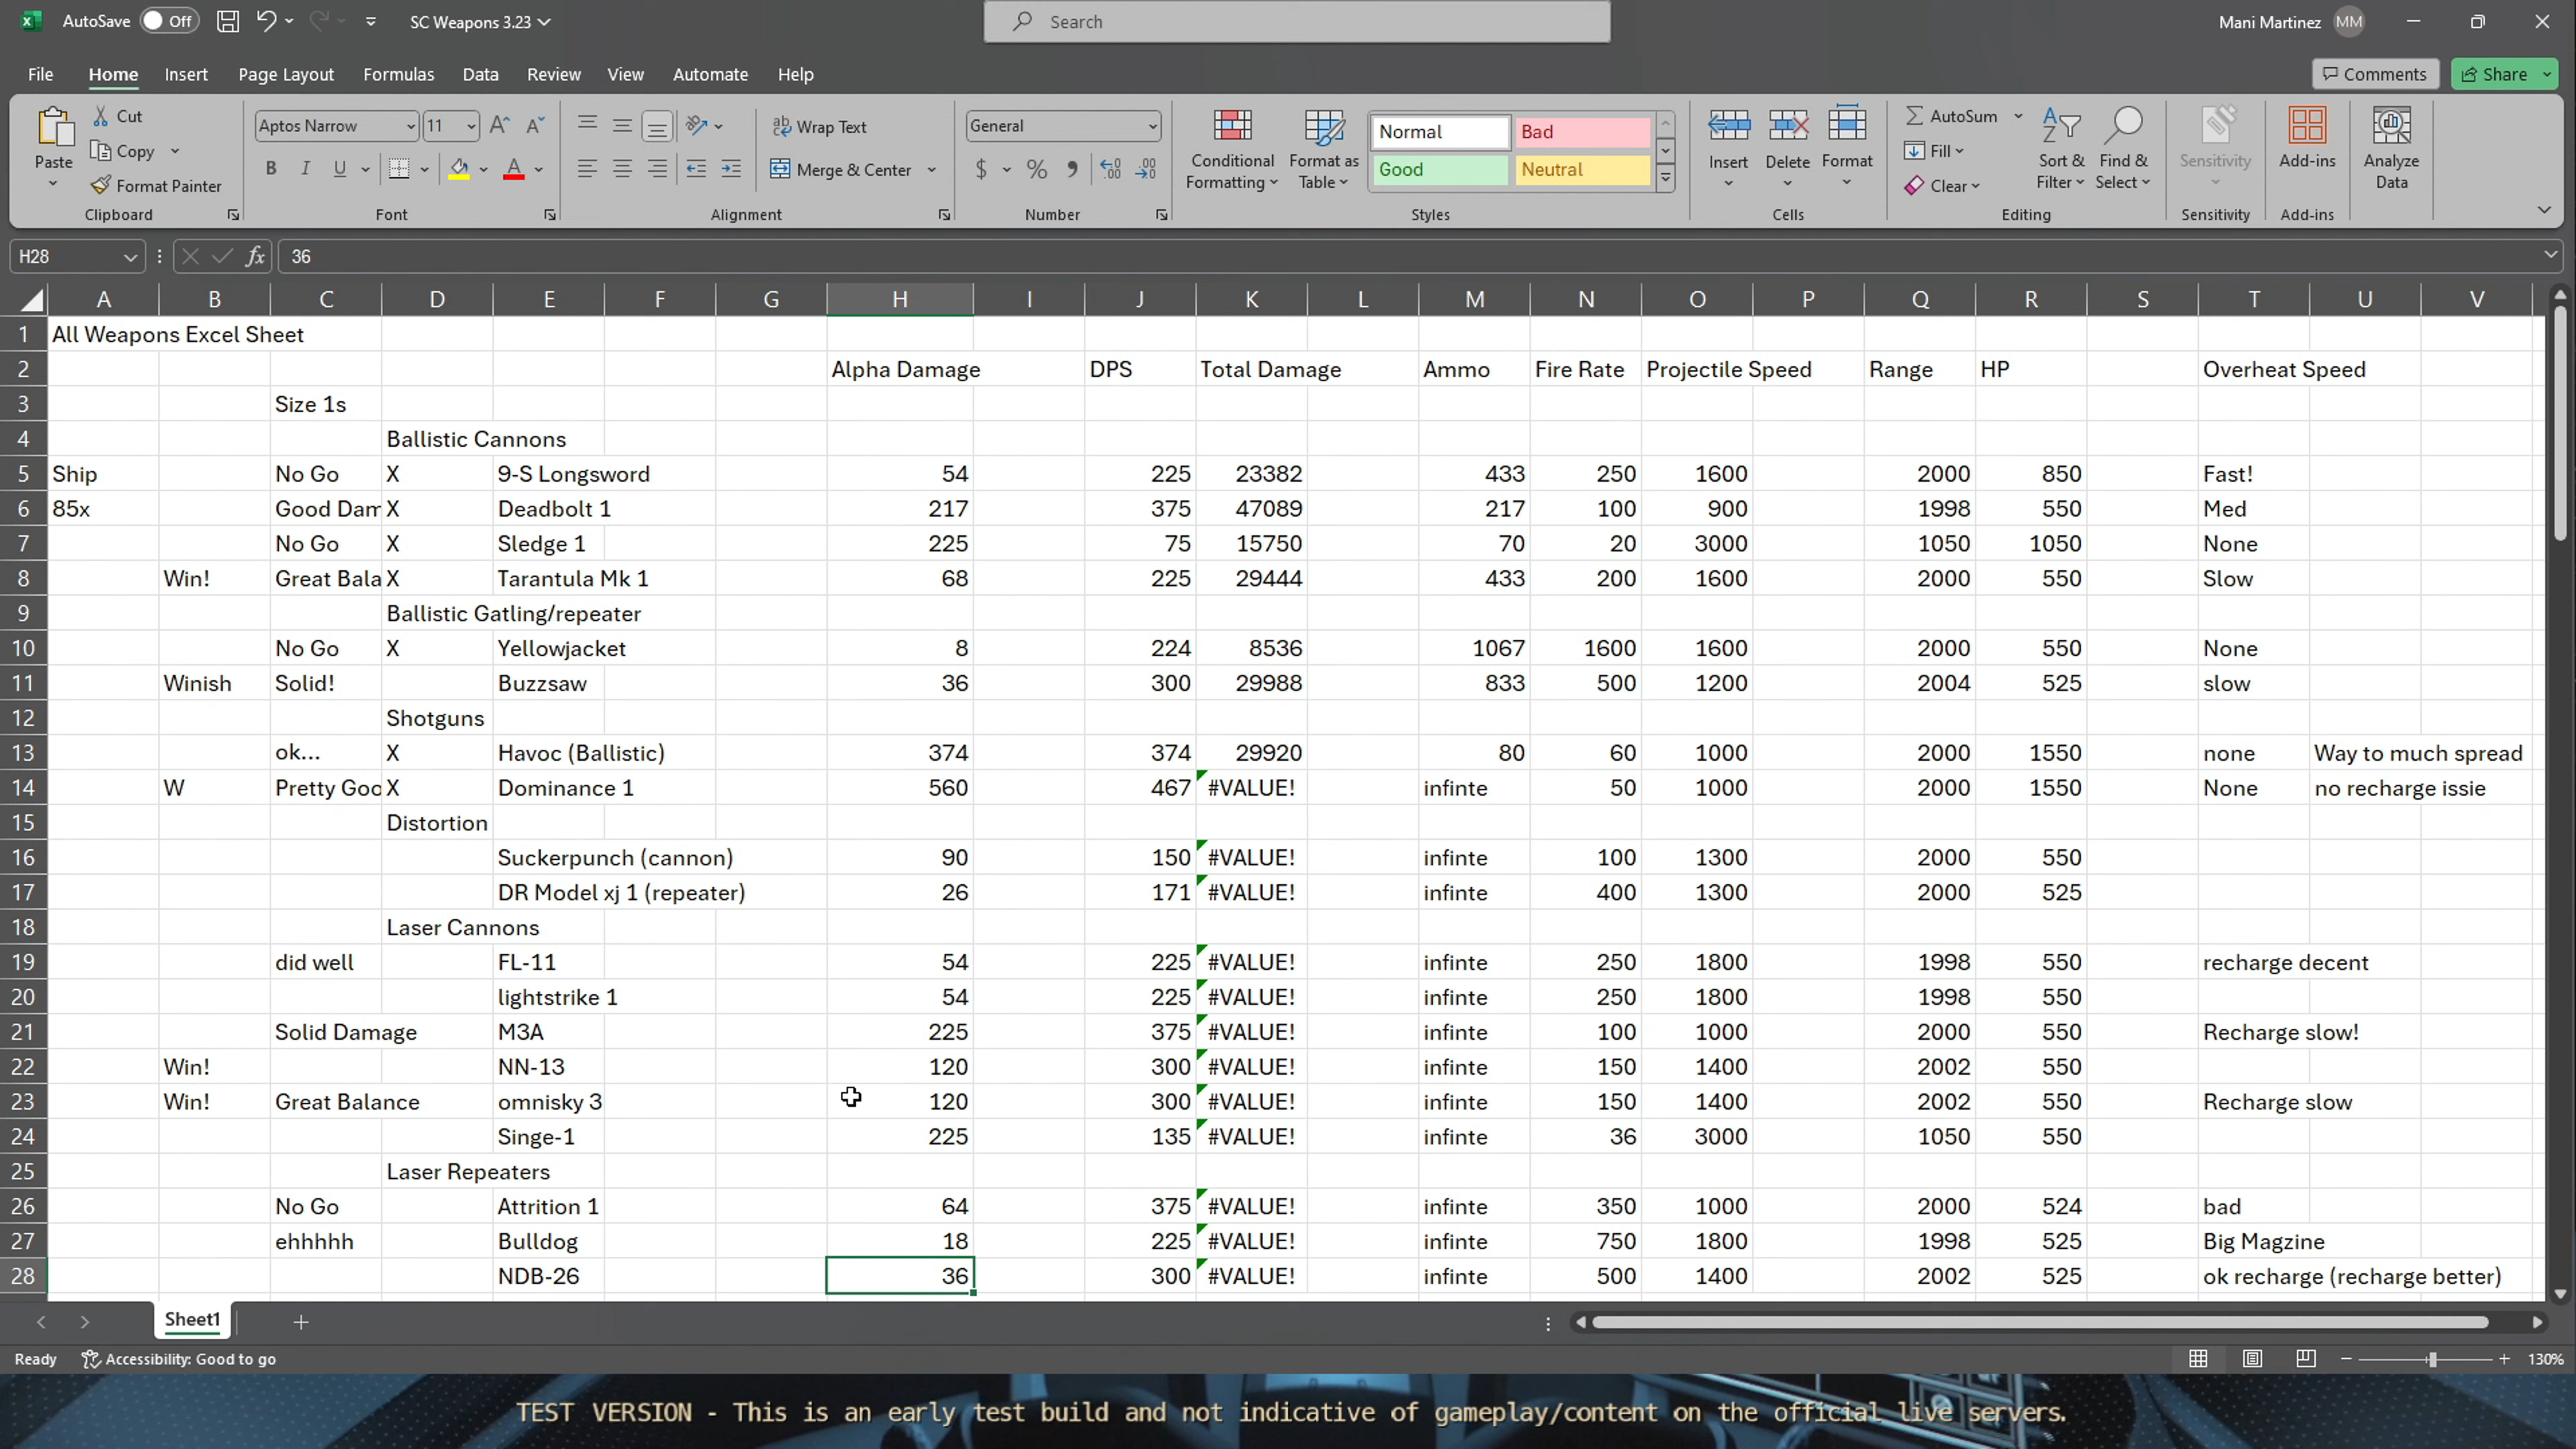 AutoSave Off SC Weapons 3.23 Search Mani Martinez MM
File Home Insert Page Layout Formulas Data Review View Automate Help Comments Share
Paste Cut Copy Format Painter Clipboard
Aptos Narrow 11 B I U A Font
Wrap Text Merge & Center Alignment
General $ % Number
Conditional Formatting Format as Table Normal Bad Good Neutral Styles
Insert Delete Format Cells
AutoSum Fill Clear Sort & Filter Find & Select Editing
Sensitivity Sensitivity
Add-ins Add-ins
Analyze Data
H28 fx 36
A B C D E F G H I J K L M N O P Q R S T U V
1 All Weapons Excel Sheet
2 Alpha Damage DPS Total Damage Ammo Fire Rate Projectile Speed Range HP Overheat Speed
3 Size 1s
4 Ballistic Cannons
5 Ship No Go X 9-S Longsword 54 225 23382 433 250 1600 2000 850 Fast!
6 85x Good Dam X Deadbolt 1 217 375 47089 217 100 900 1998 550 Med
7 No Go X Sledge 1 225 75 15750 70 20 3000 1050 1050 None
8 Win! Great Bala X Tarantula Mk 1 68 225 29444 433 200 1600 2000 550 Slow
9 Ballistic Gatling/repeater
10 No Go X Yellowjacket 8 224 8536 1067 1600 1600 2000 550 None
11 Winish Solid! Buzzsaw 36 300 29988 833 500 1200 2004 525 slow
12 Shotguns
13 ok... X Havoc (Ballistic) 374 374 29920 80 60 1000 2000 1550 none Way to much spread
14 W Pretty Goo X Dominance 1 560 467 #VALUE! infinte 50 1000 2000 1550 None no recharge issie
15 Distortion
16 Suckerpunch (cannon) 90 150 #VALUE! infinte 100 1300 2000 550
17 DR Model xj 1 (repeater) 26 171 #VALUE! infinte 400 1300 2000 525
18 Laser Cannons
19 did well FL-11 54 225 #VALUE! infinte 250 1800 1998 550 recharge decent
20 lightstrike 1 54 225 #VALUE! infinte 250 1800 1998 550
21 Solid Damage M3A 225 375 #VALUE! infinte 100 1000 2000 550 Recharge slow!
22 Win! NN-13 120 300 #VALUE! infinte 150 1400 2002 550
23 Win! Great Balance omnisky 3 120 300 #VALUE! infinte 150 1400 2002 550 Recharge slow
24 Singe-1 225 135 #VALUE! infinte 36 3000 1050 550
25 Laser Repeaters
26 No Go Attrition 1 64 375 #VALUE! infinte 350 1000 2000 524 bad
27 ehhhhh Bulldog 18 225 #VALUE! infinte 750 1800 1998 525 Big Magzine
28 NDB-26 36 300 #VALUE! infinte 500 1400 2002 525 ok recharge (recharge better)
Sheet1
Ready Accessibility: Good to go 130%
TEST VERSION - This is an early test build and not indicative of gameplay/content on the official live servers.